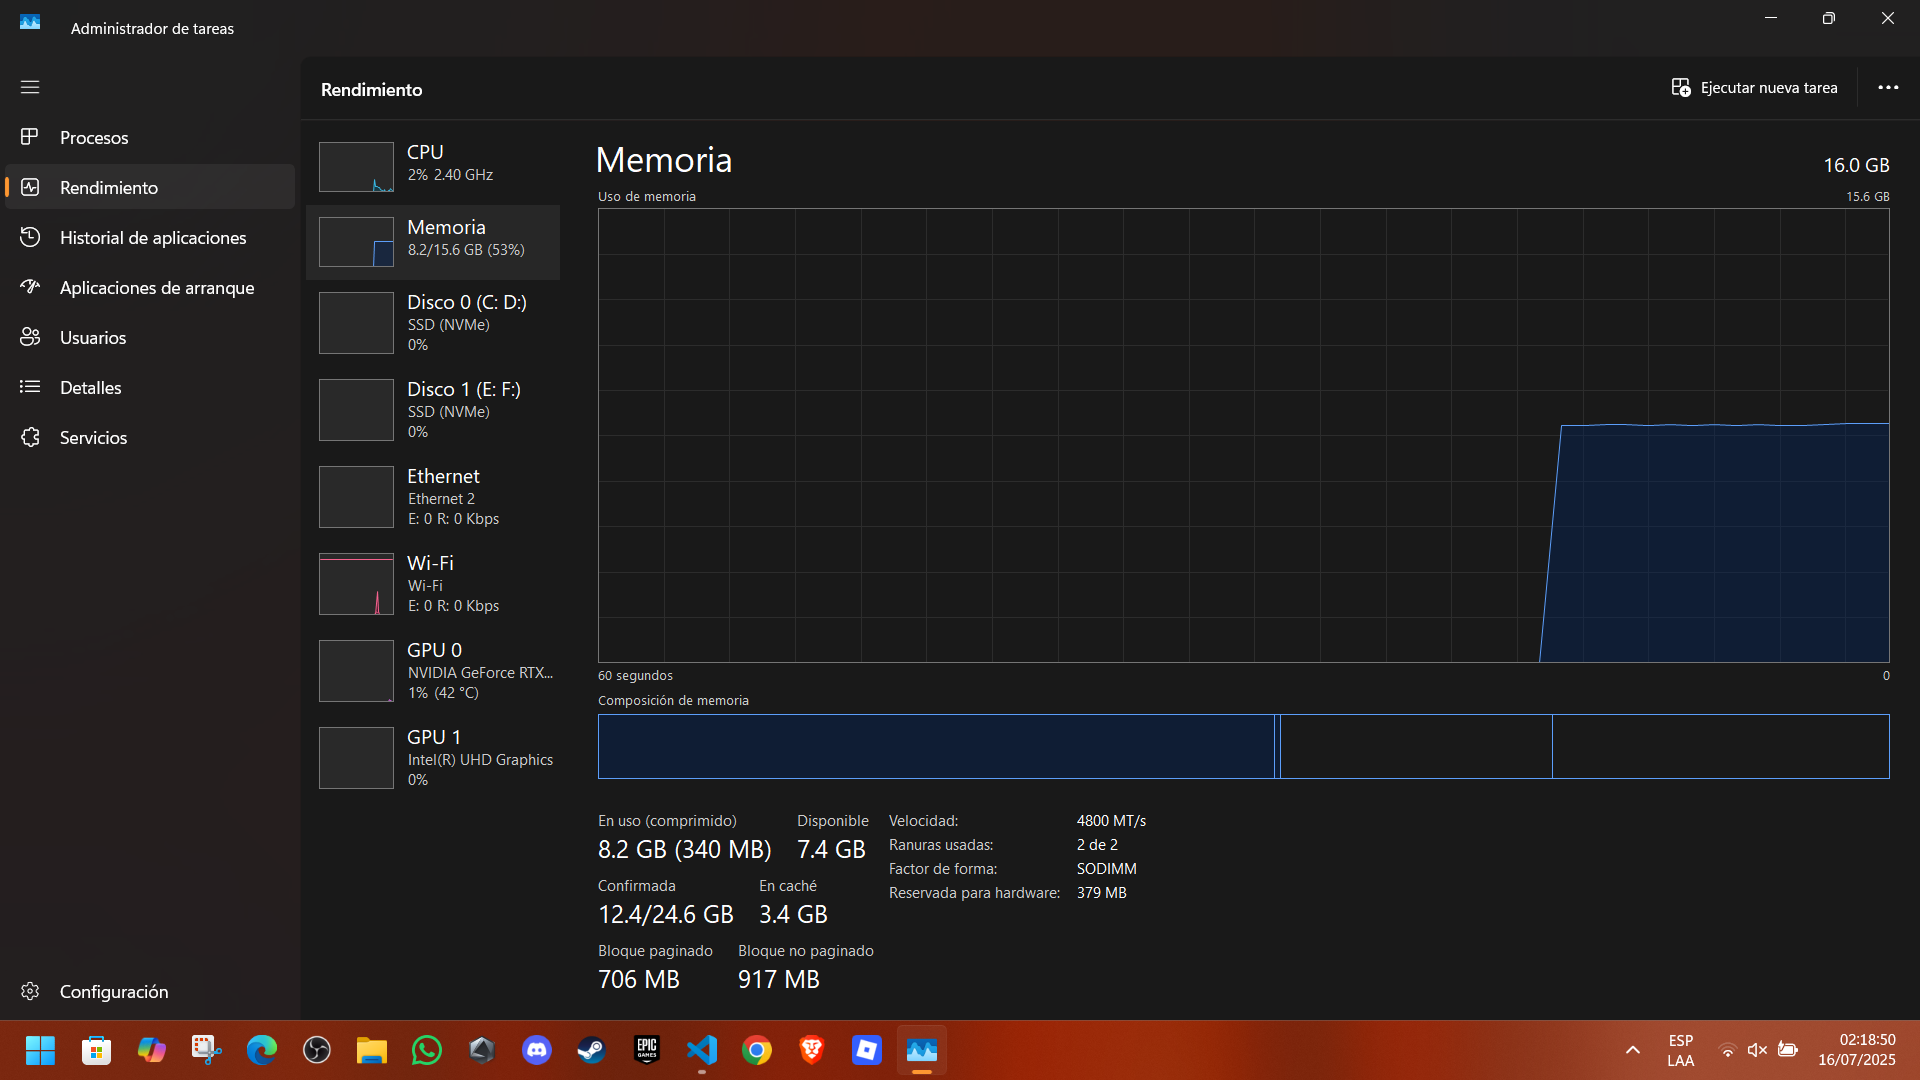 Administrador de tareas
Rendimiento
Ejecutar nueva tarea
Procesos
Rendimiento
Historial de aplicaciones
Aplicaciones de arranque
Usuarios
Detalles
Servicios
Configuración
CPU
2% 2.40 GHz
Memoria
8.2/15.6 GB (53%)
Disco 0 (C: D:)
SSD (NVMe)
0%
Disco 1 (E: F:)
SSD (NVMe)
0%
Ethernet
Ethernet 2
E: 0 R: 0 Kbps
Wi-Fi
Wi-Fi
E: 0 R: 0 Kbps
GPU 0
NVIDIA GeForce RTX...
1% (42 °C)
GPU 1
Intel(R) UHD Graphics
0%
Memoria
16.0 GB
Uso de memoria
15.6 GB
60 segundos
0
Composición de memoria
En uso (comprimido)
8.2 GB (340 MB)
Disponible
7.4 GB
Confirmada
12.4/24.6 GB
En caché
3.4 GB
Bloque paginado
706 MB
Bloque no paginado
917 MB
Velocidad: 4800 MT/s
Ranuras usadas: 2 de 2
Factor de forma: SODIMM
Reservada para hardware: 379 MB
EPIC
GAMES
ESP
LAA
02:18:50
16/07/2025